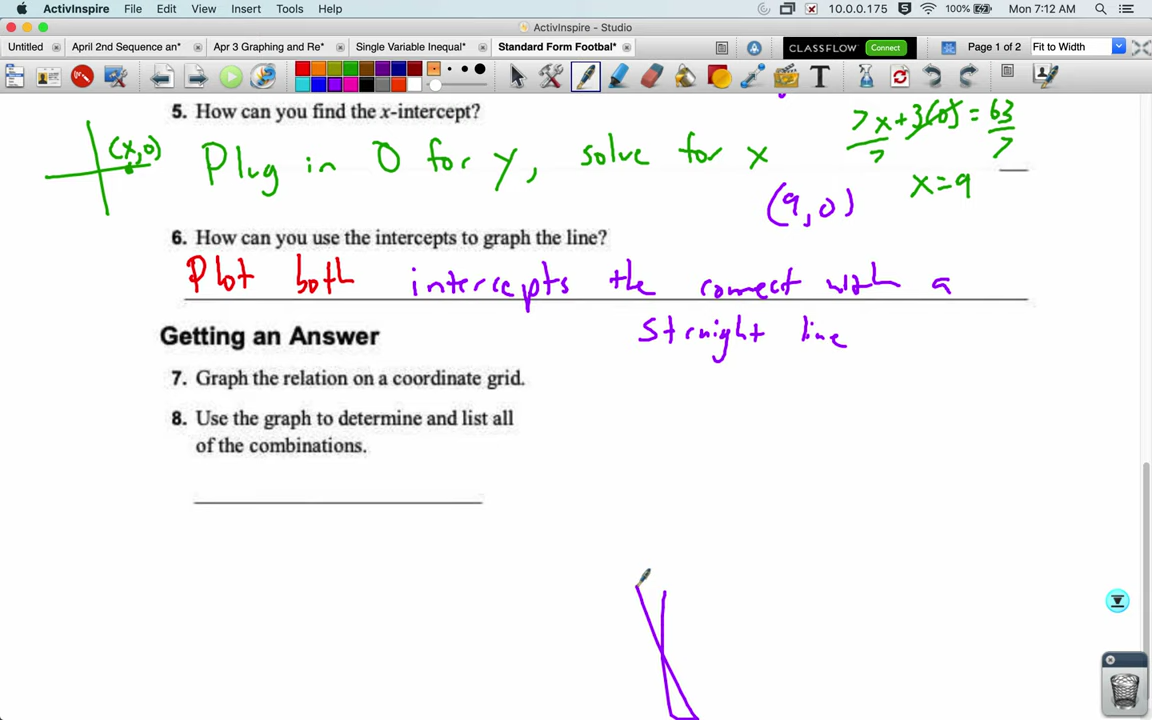 ActivInspire File Edit View Insert Tools Help 10.0.0.175 100% Mon 7:12 AM
ActivInspire - Studio
Untitled April 2nd Sequence an* Apr 3 Graphing and Re* Single Variable Inequal* Standard Form Footbal* CLASSFLOW Connect Page 1 of 2 Fit to Width
5. How can you find the x-intercept?
7x+3(0)=63
7 7
(x,0) Plug in 0 for y, solve for x
x=9
(9,0)
6. How can you use the intercepts to graph the line?
Plot both intercepts the connect with a
straight line
Getting an Answer
7. Graph the relation on a coordinate grid.
8. Use the graph to determine and list all
of the combinations.